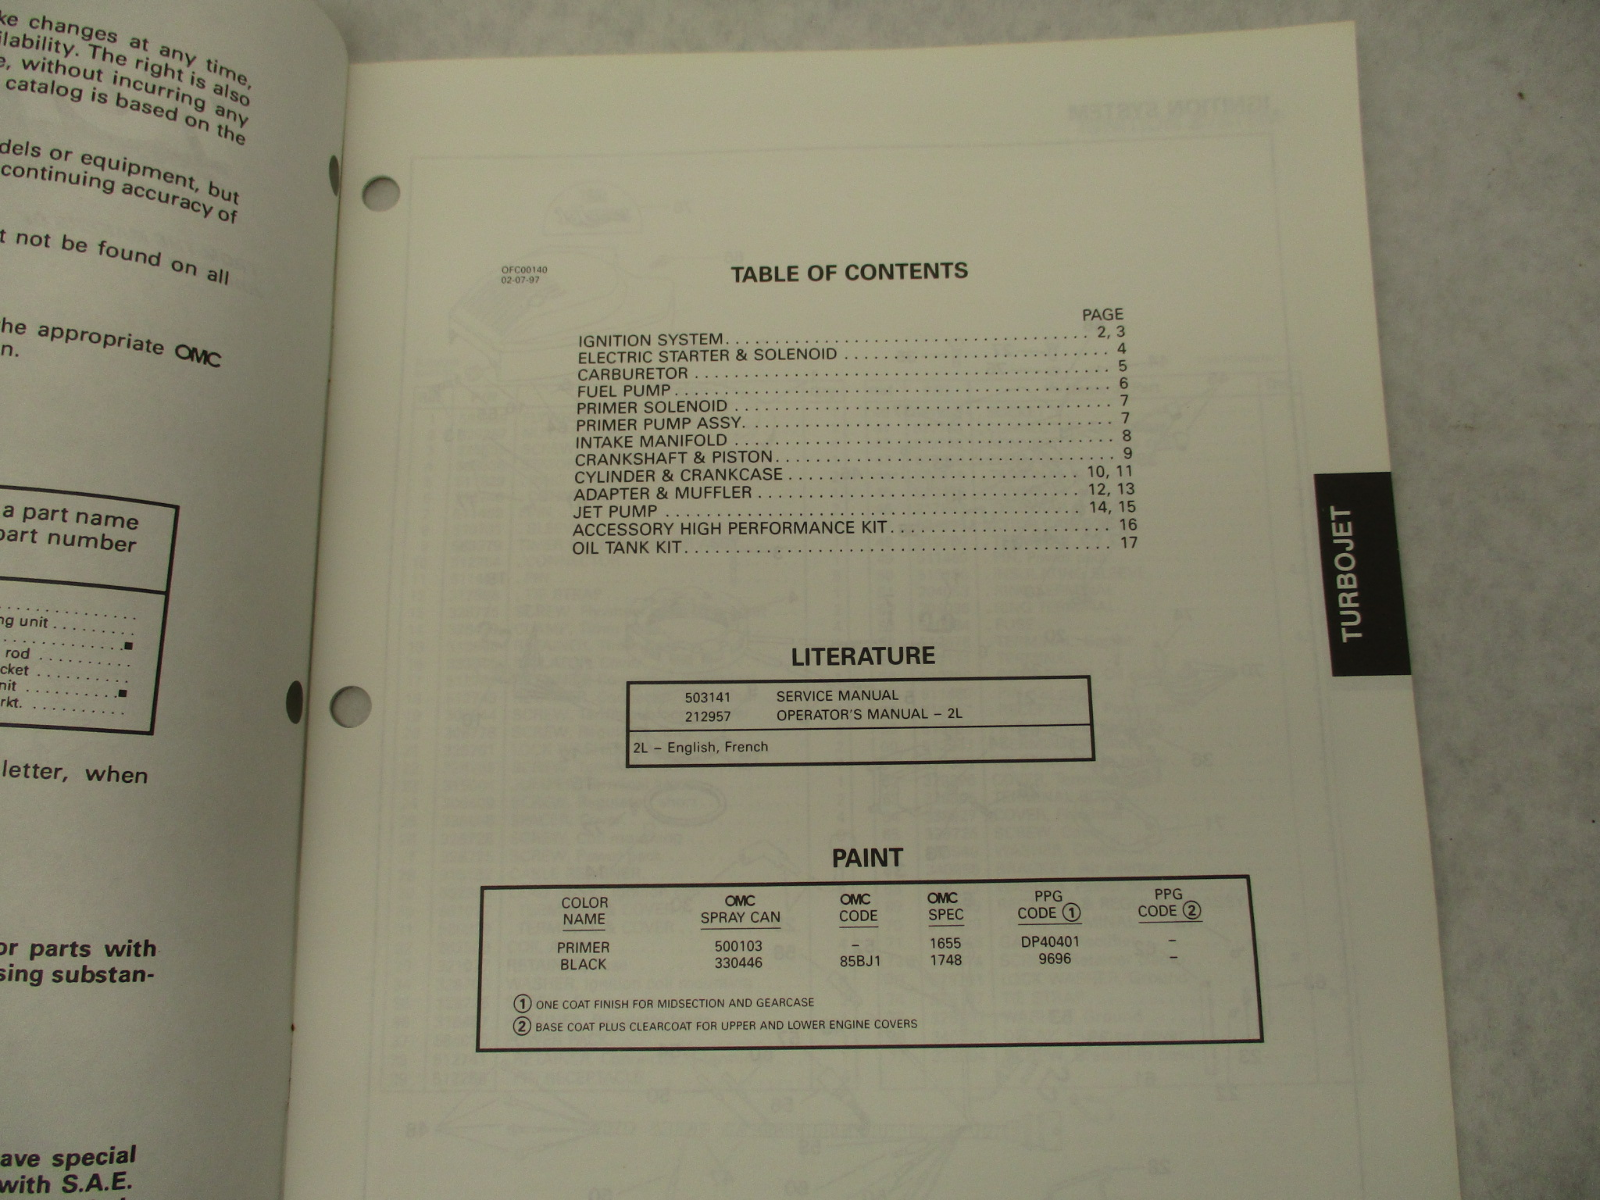 ke changes at any time,
ilability. The right is also
e, without incurring any
catalog is based on the
dels or equipment, but
continuing accuracy of
t not be found on all
he appropriate OMC
n.
a part name
part number
ng unit . . . . . . . . .
rod . . . . . . . . . .
cket . . . . . . . . . .
nit . . . . . . . . . . ■
rkt. . . . . . . . . . .
letter, when
or parts with
sing substan-
ave special
with S.A.E.
IGNITION SYSTEM
OFC00140
02-07-97
TABLE OF CONTENTS
PAGE
IGNITION SYSTEM. . . . . . . . . . . . . . . . . . . . 2, 3
ELECTRIC STARTER & SOLENOID . . . . . . . . . . . . . . . . . . . . 4
CARBURETOR . . . . . . . . . . . . . . . . . . . . 5
FUEL PUMP . . . . . . . . . . . . . . . . . . . . 6
PRIMER SOLENOID . . . . . . . . . . . . . . . . . . . . 7
PRIMER PUMP ASSY. . . . . . . . . . . . . . . . . . . . 7
INTAKE MANIFOLD . . . . . . . . . . . . . . . . . . . . 8
CRANKSHAFT & PISTON. . . . . . . . . . . . . . . . . . . . 9
CYLINDER & CRANKCASE . . . . . . . . . . . . . . . . . . . . 10, 11
ADAPTER & MUFFLER . . . . . . . . . . . . . . . . . . . . 12, 13
JET PUMP . . . . . . . . . . . . . . . . . . . . 14, 15
ACCESSORY HIGH PERFORMANCE KIT. . . . . . . . . . . . . . . . . . . . 16
OIL TANK KIT. . . . . . . . . . . . . . . . . . . . 17
TURBOJET
LITERATURE
503141 SERVICE MANUAL
212957 OPERATOR'S MANUAL – 2L
2L – English, French
PAINT
COLOR NAME OMC SPRAY CAN OMC CODE OMC SPEC PPG CODE ① PPG CODE ②
PRIMER 500103 – 1655 DP40401 –
BLACK 330446 85BJ1 1748 9696 –
① ONE COAT FINISH FOR MIDSECTION AND GEARCASE
② BASE COAT PLUS CLEARCOAT FOR UPPER AND LOWER ENGINE COVERS